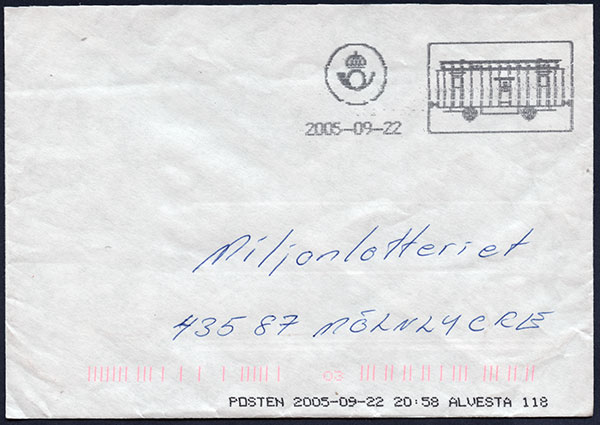 2005-09-22
Miljonlotteriet
435 87 MÖLNLYCKE
03
POSTEN 2005-09-22 20:58 ALVESTA 118